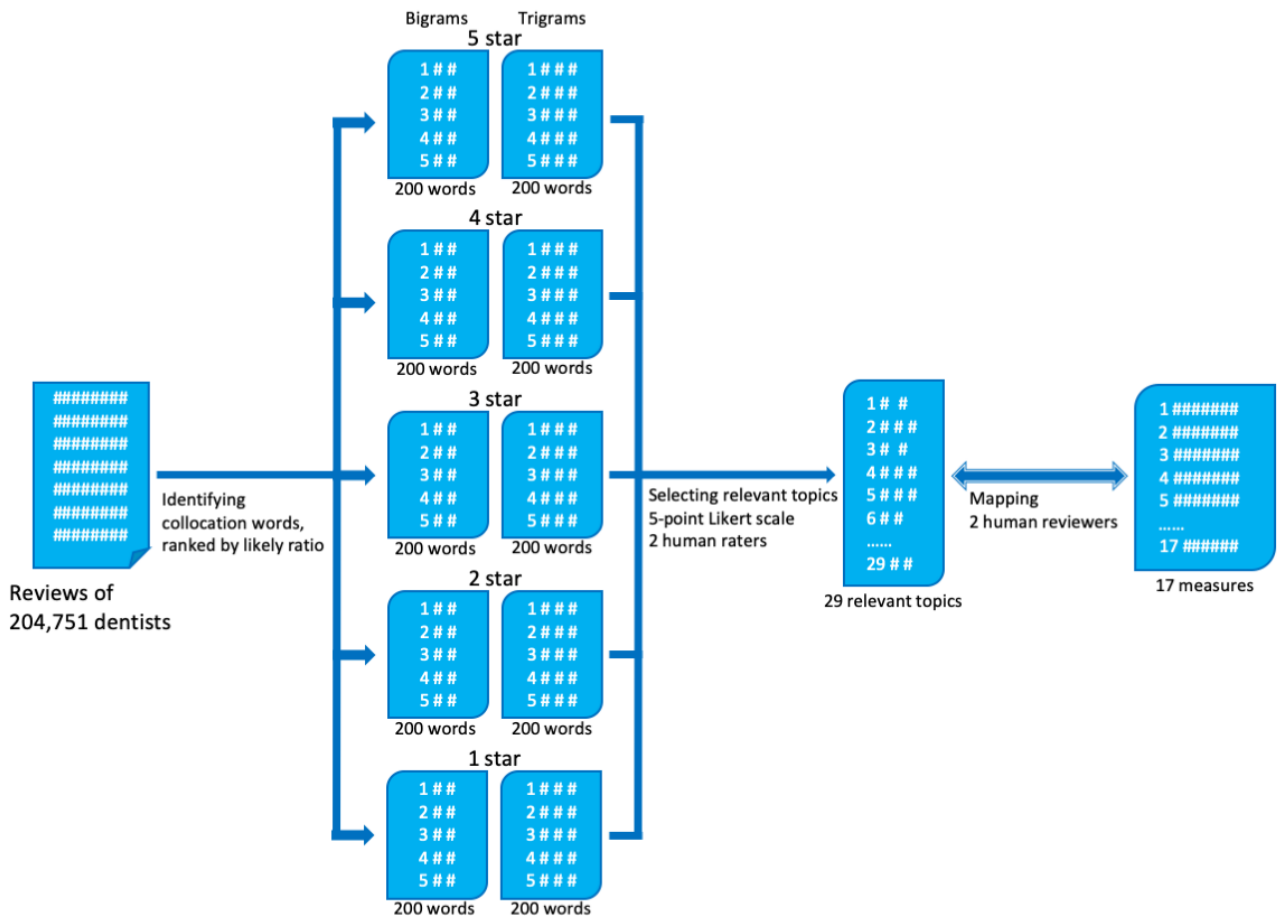 Bigrams Trigrams
5 star
1 # #
2 # #
3 # #
4 # #
5 # #
200 words
1 # # #
2 # # #
3 # # #
4 # # #
5 # # #
200 words
4 star
1 # #
2 # #
3 # #
4 # #
5 # #
200 words
1 # # #
2 # # #
3 # # #
4 # # #
5 # # #
200 words
3 star
1 # #
2 # #
3 # #
4 # #
5 # #
200 words
1 # # #
2 # # #
3 # # #
4 # # #
5 # # #
200 words
2 star
1 # #
2 # #
3 # #
4 # #
5 # #
200 words
1 # # #
2 # # #
3 # # #
4 # # #
5 # # #
200 words
1 star
1 # #
2 # #
3 # #
4 # #
5 # #
200 words
1 # # #
2 # # #
3 # # #
4 # # #
5 # # #
200 words
########
########
########
########
########
########
########
Reviews of
204,751 dentists
Identifying
collocation words,
ranked by likely ratio
Selecting relevant topics
5-point Likert scale
2 human raters
1 # #
2 # # #
3 # #
4 # # #
5 # # #
6 # #
......
29 # #
29 relevant topics
Mapping
2 human reviewers
1 #######
2 #######
3 #######
4 #######
5 #######
......
17 ######
17 measures